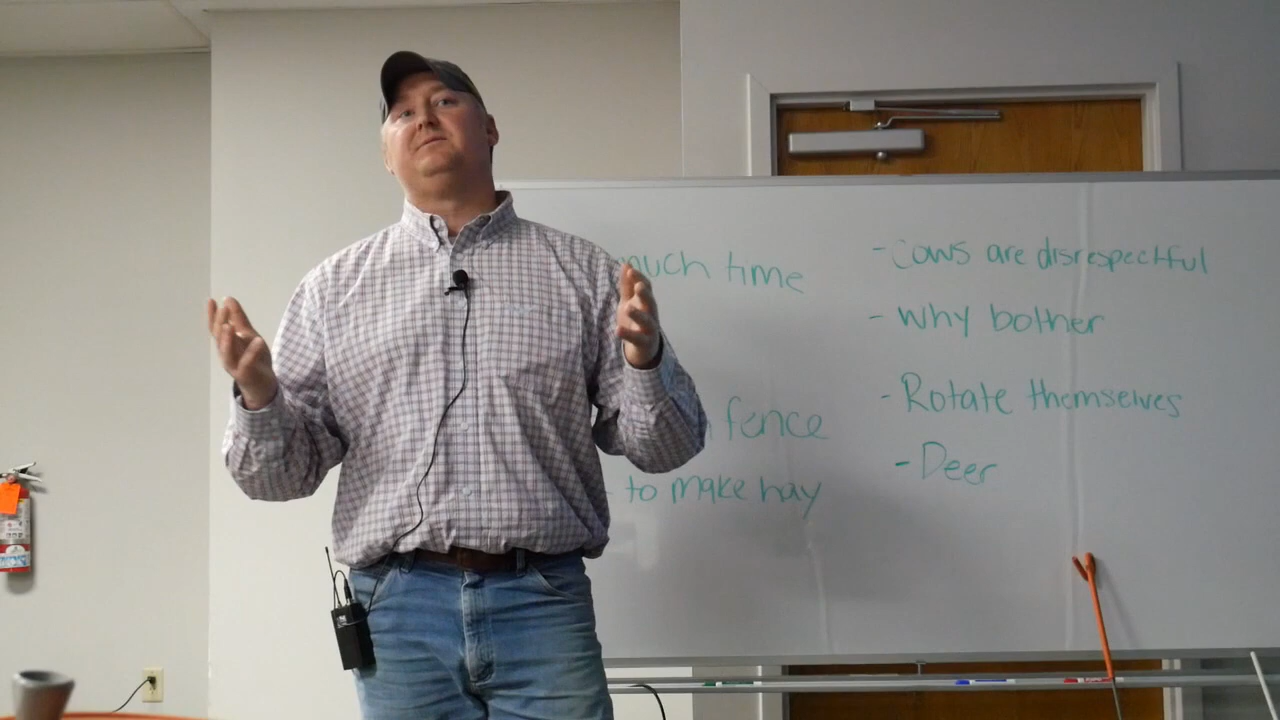 much time
fence
to make hay
- Cows are disrespectful
- Why bother
- Rotate themselves
- Deer